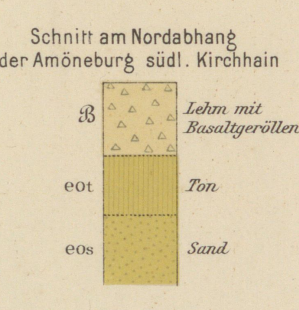 Schnitt am Nordabhang
der Amöneburg südl. Kirchhain
B Lehm mit
Basaltgeröllen
eot Ton
eos Sand